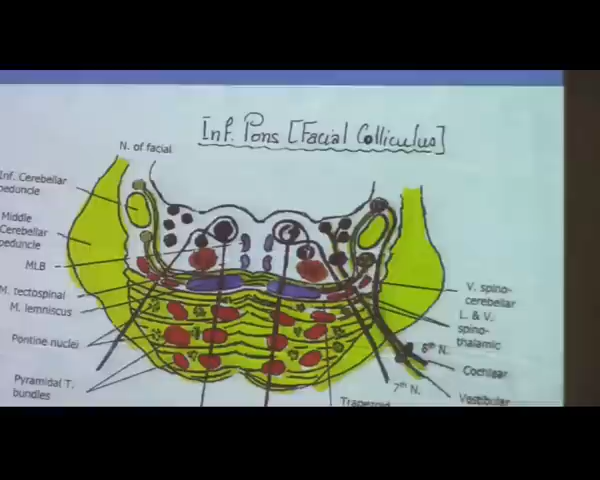 Inf. Pons [Facial Colliculus]
N. of facial
Inf. Cerebellar
peduncle
Middle
Cerebellar
peduncle
MLB
M. tectospinal
M. lemniscus
Pontine nuclei
Pyramidal T.
bundles
V. spino-
cerebellar
L. & V.
spino-
thalamic
8th N.
Cochlear
7th N.
Vestibular
Trapezoid